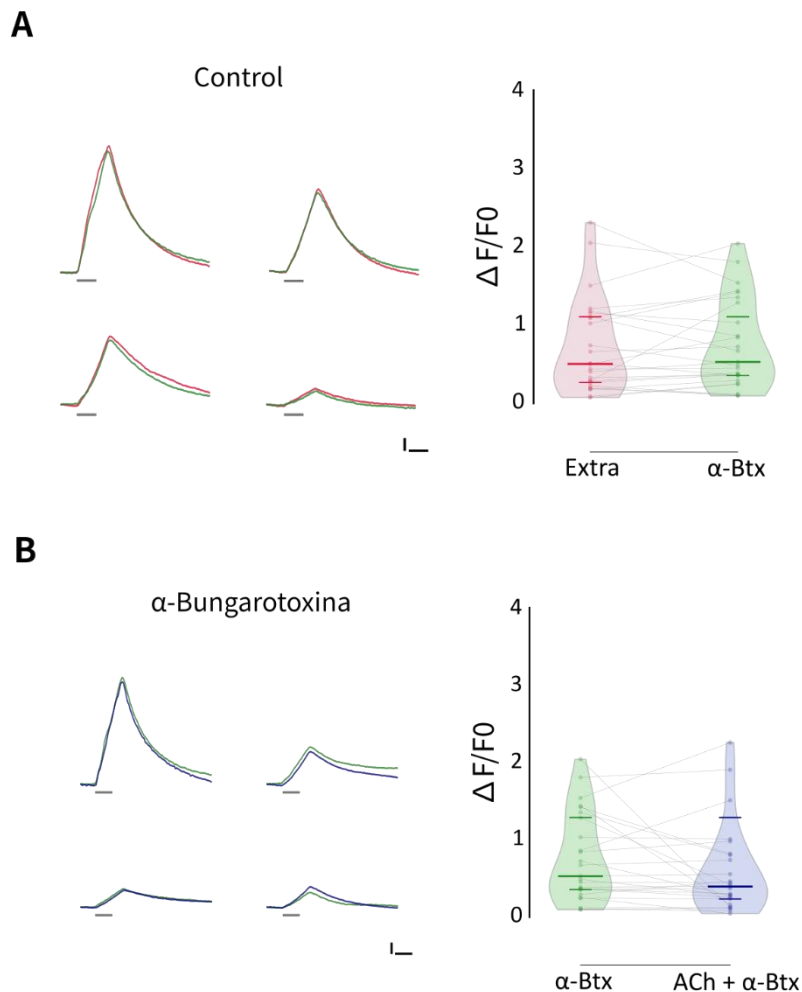 A
Control
ΔF/F0
4
3
2
1
0
Extra
α-Btx
B
α-Bungarotoxina
ΔF/F0
4
3
2
1
0
α-Btx
ACh + α-Btx